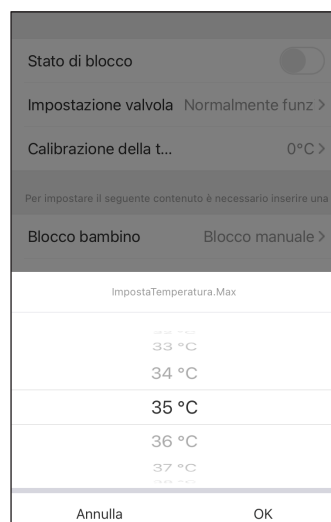 Stato di blocco
Impostazione valvola Normalmente funz >
Calibrazione della t... 0°C >
Per impostare il seguente contenuto è necessario inserire una
Blocco bambino Blocco manuale >
ImpostaTemperatura.Max
33 °C
34 °C
35 °C
36 °C
37 °C
Annulla OK